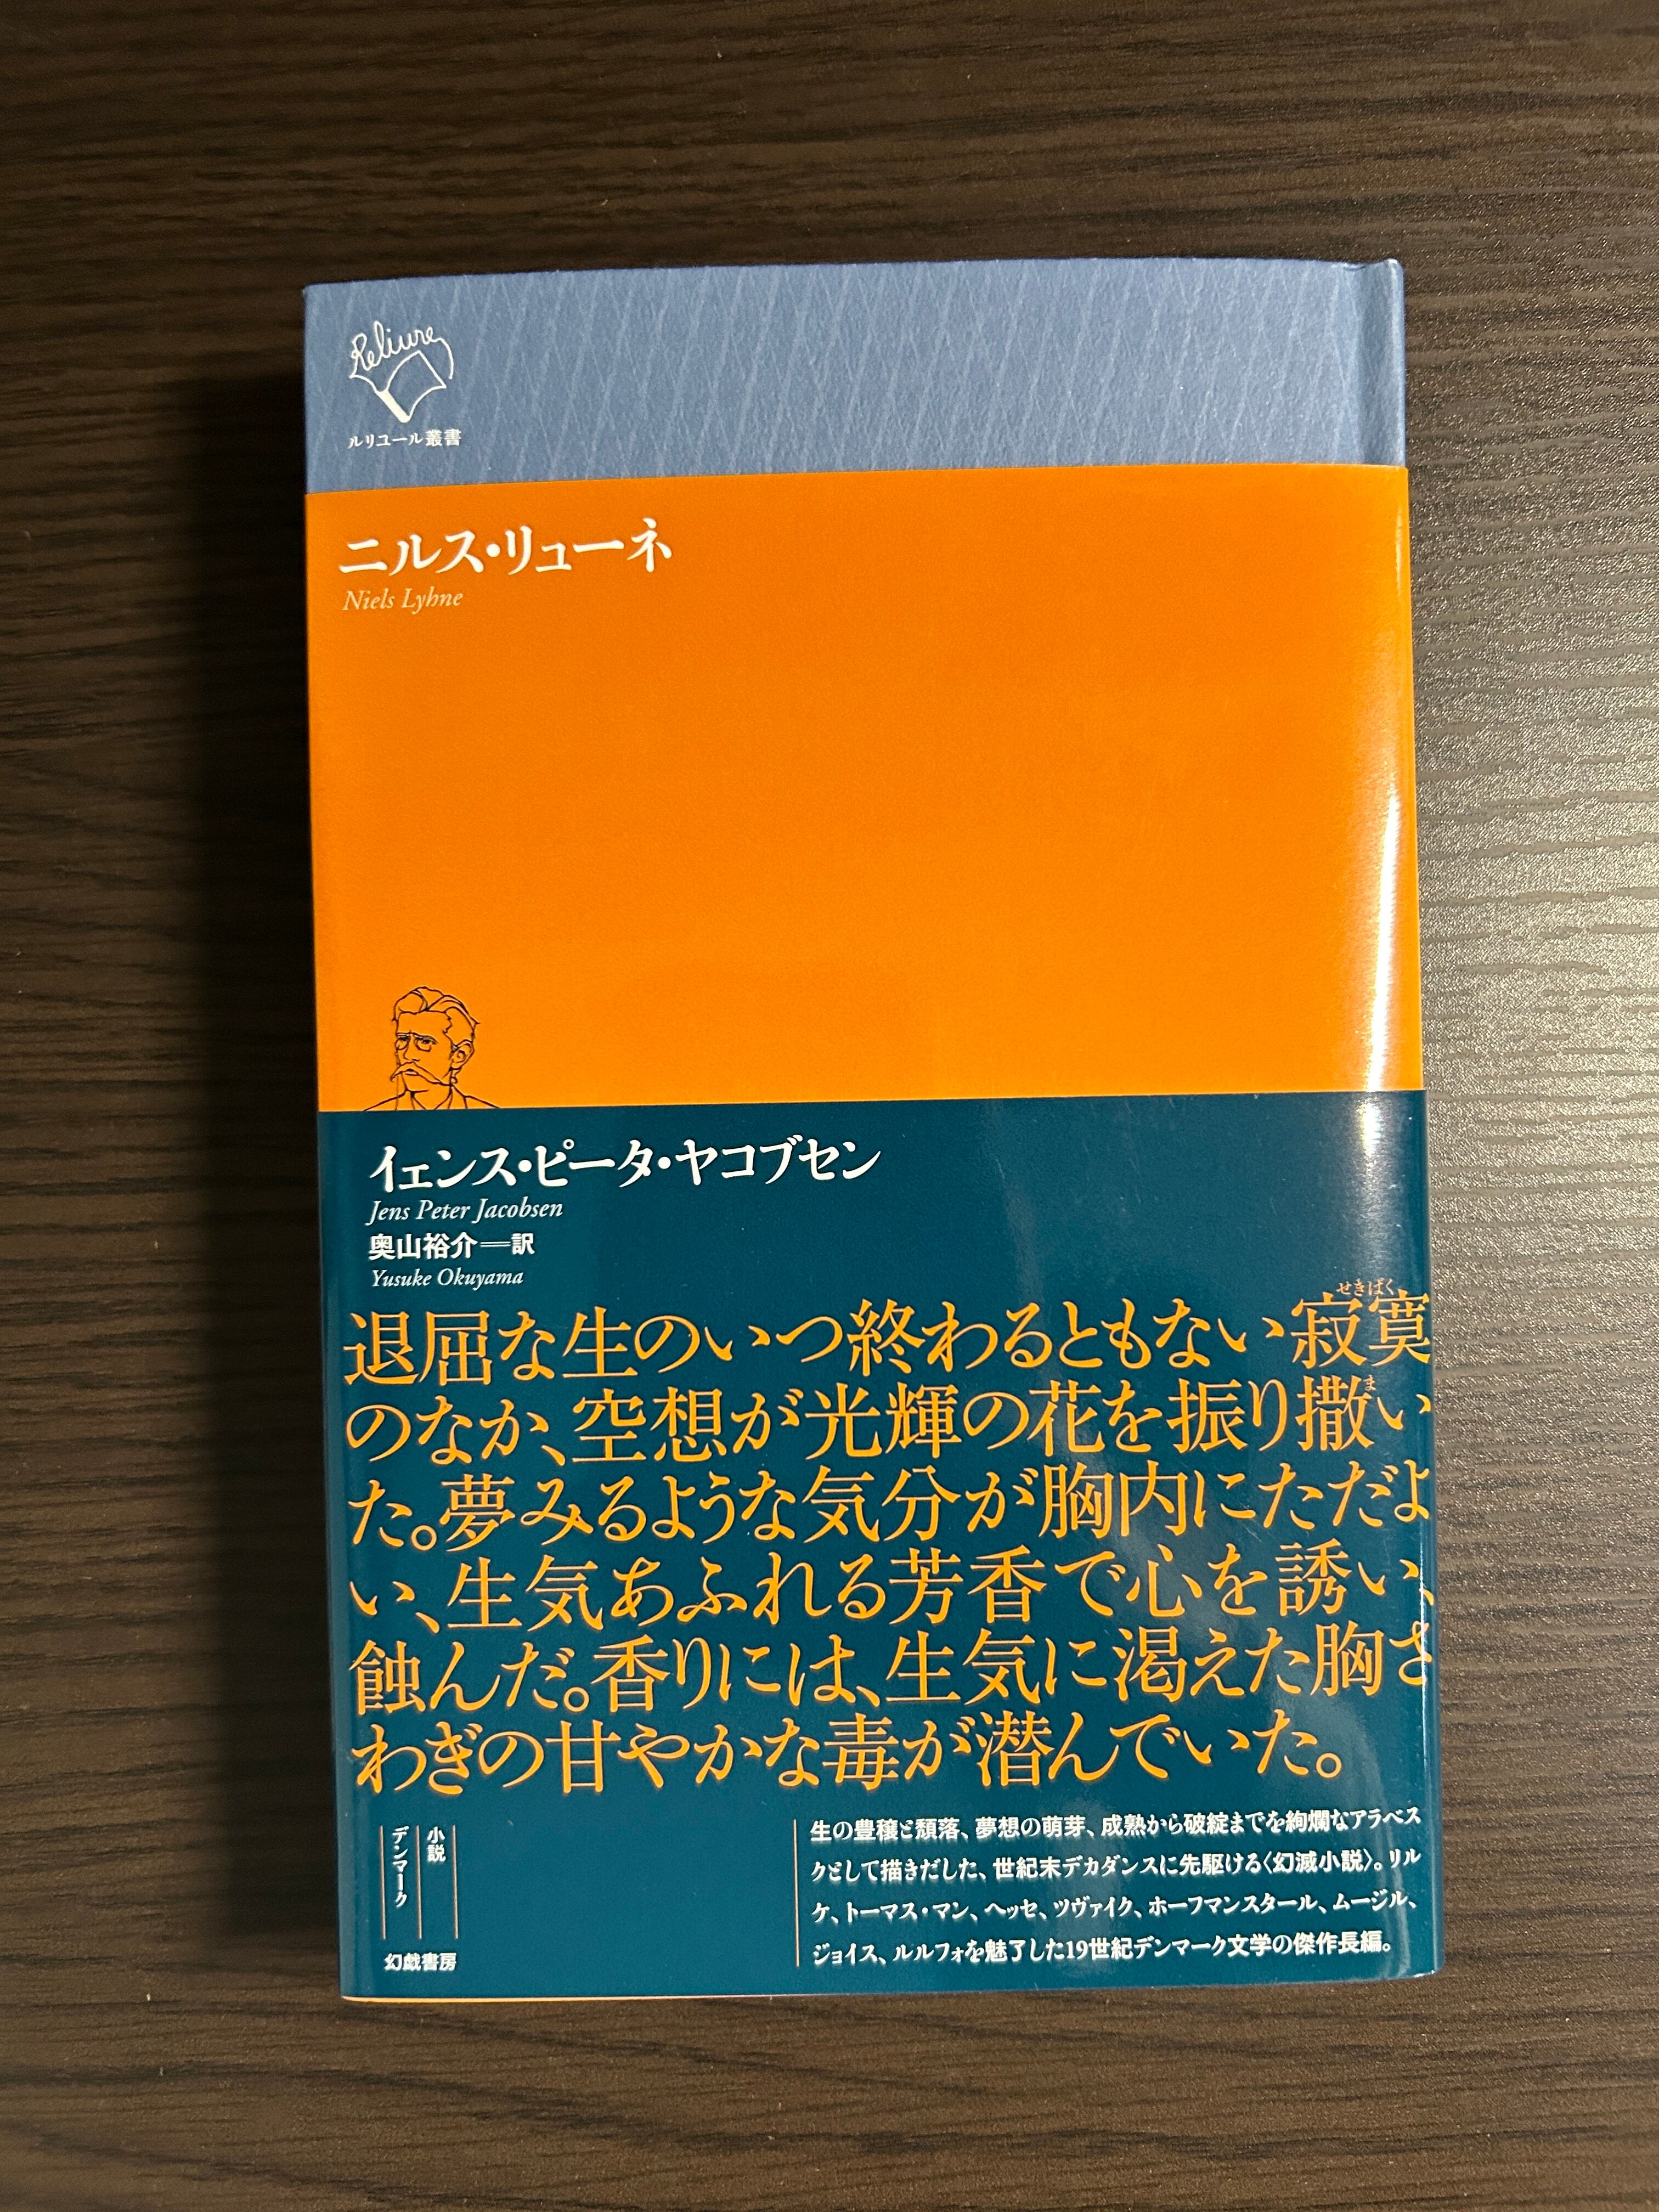 Reliure
ルリユール叢書
ニルス・リューネ
Niels Lyhne
イェンス・ピータ・ヤコブセン
Jens Peter Jacobsen
奥山裕介──訳
Yusuke Okuyama
せきばく
退屈な生のいつ終わるともない寂寞
ま
のなか、空想が光輝の花を振り撒い
た。夢みるような気分が胸内にただよ
い、生気あふれる芳香で心を誘い、
蝕んだ。香りには、生気に渇えた胸さ
わぎの甘やかな毒が潜んでいた。
小説
デンマーク
幻戯書房
生の豊穣と頽落、夢想の萌芽、成熟から破綻までを絢爛なアラベス
クとして描きだした、世紀末デカダンスに先駆ける〈幻滅小説〉。リル
ケ、トーマス・マン、ヘッセ、ツヴァイク、ホーフマンスタール、ムージル、
ジョイス、ルルフォを魅了した19世紀デンマーク文学の傑作長編。